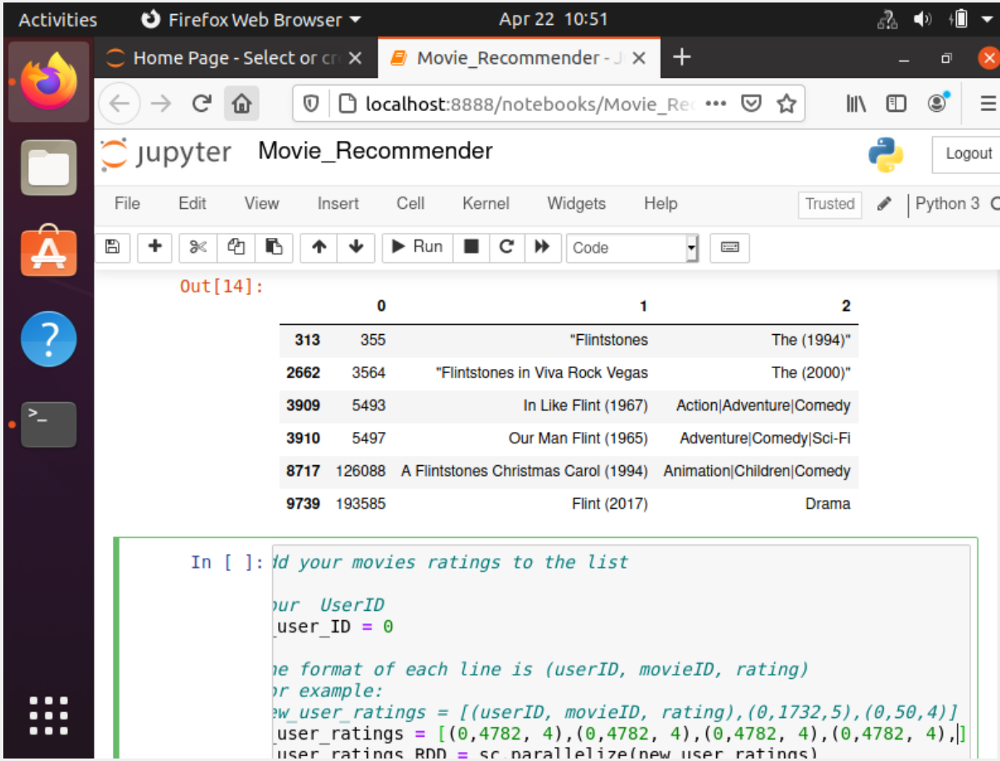 Activities Firefox Web Browser Apr 22 10:51
Home Page - Select or cr Movie_Recommender - J
localhost:8888/notebooks/Movie_Rec
jupyter Movie_Recommender Logout
File Edit View Insert Cell Kernel Widgets Help Trusted Python 3
Run Code
Out[14]:
0 1 2
313 355 "Flintstones The (1994)"
2662 3564 "Flintstones in Viva Rock Vegas The (2000)"
3909 5493 In Like Flint (1967) Action|Adventure|Comedy
3910 5497 Our Man Flint (1965) Adventure|Comedy|Sci-Fi
8717 126088 A Flintstones Christmas Carol (1994) Animation|Children|Comedy
9739 193585 Flint (2017) Drama
In [ ]: dd your movies ratings to the list
our UserID
_user_ID = 0
he format of each line is (userID, movieID, rating)
or example:
ew_user_ratings = [(userID, movieID, rating),(0,1732,5),(0,50,4)]
_user_ratings = [(0,4782, 4),(0,4782, 4),(0,4782, 4),(0,4782, 4),]
_user_ratings_RDD = sc.parallelize(new_user_ratings)